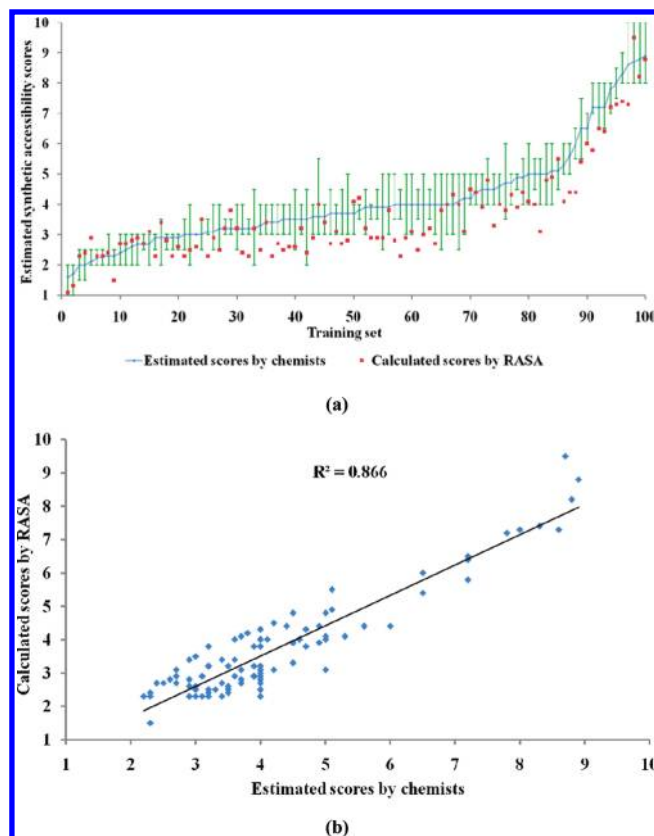 10
9
8
7
6
5
4
3
2
1
Estimated synthetic accessibility scores
0 10 20 30 40 50 60 70 80 90 100
Training set
Estimated scores by chemists Calculated scores by RASA
(a)
10
9
8
7
6
5
4
3
2
1
Calculated scores by RASA
R² = 0.866
1 2 3 4 5 6 7 8 9 10
Estimated scores by chemists
(b)